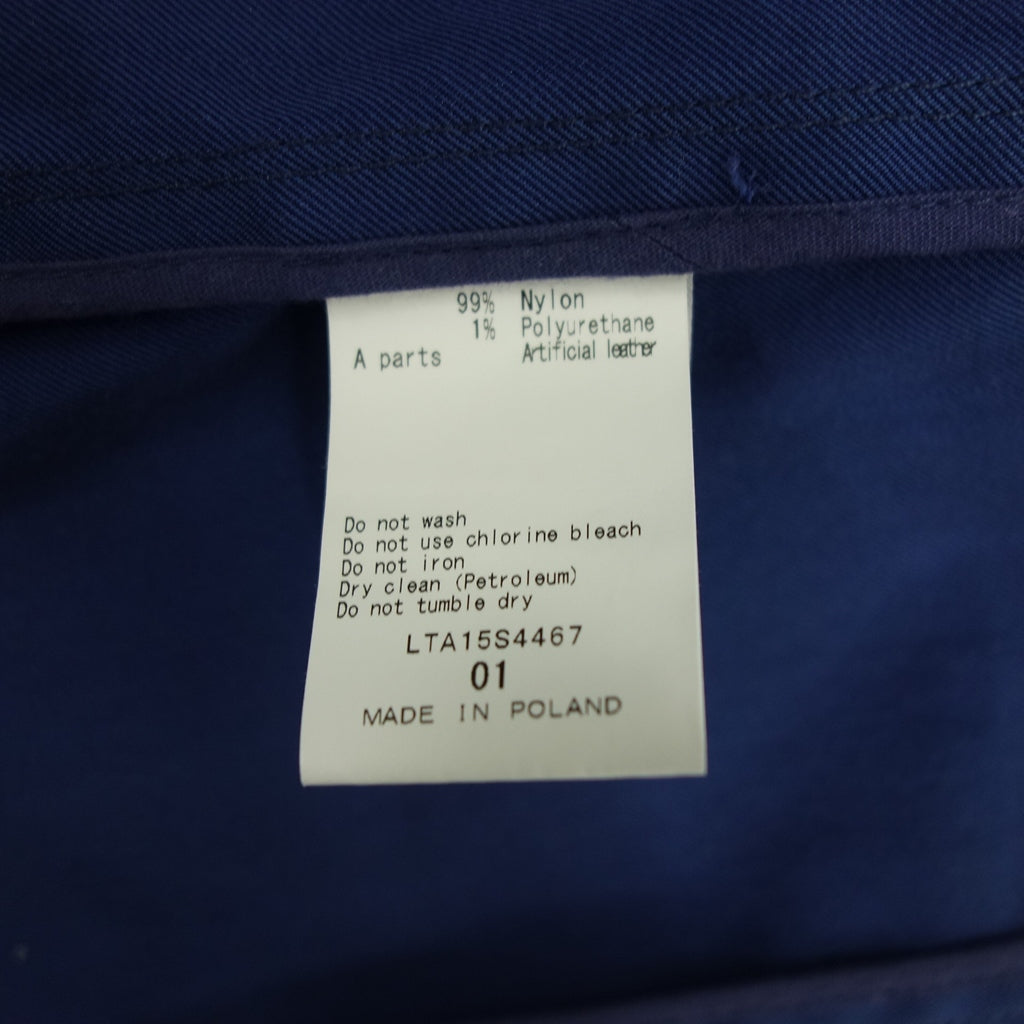 99% Nylon
1% Polyurethane
A parts Artificial leather
Do not wash
Do not use chlorine bleach
Do not iron
Dry clean (Petroleum)
Do not tumble dry
LTA15S4467
01
MADE IN POLAND